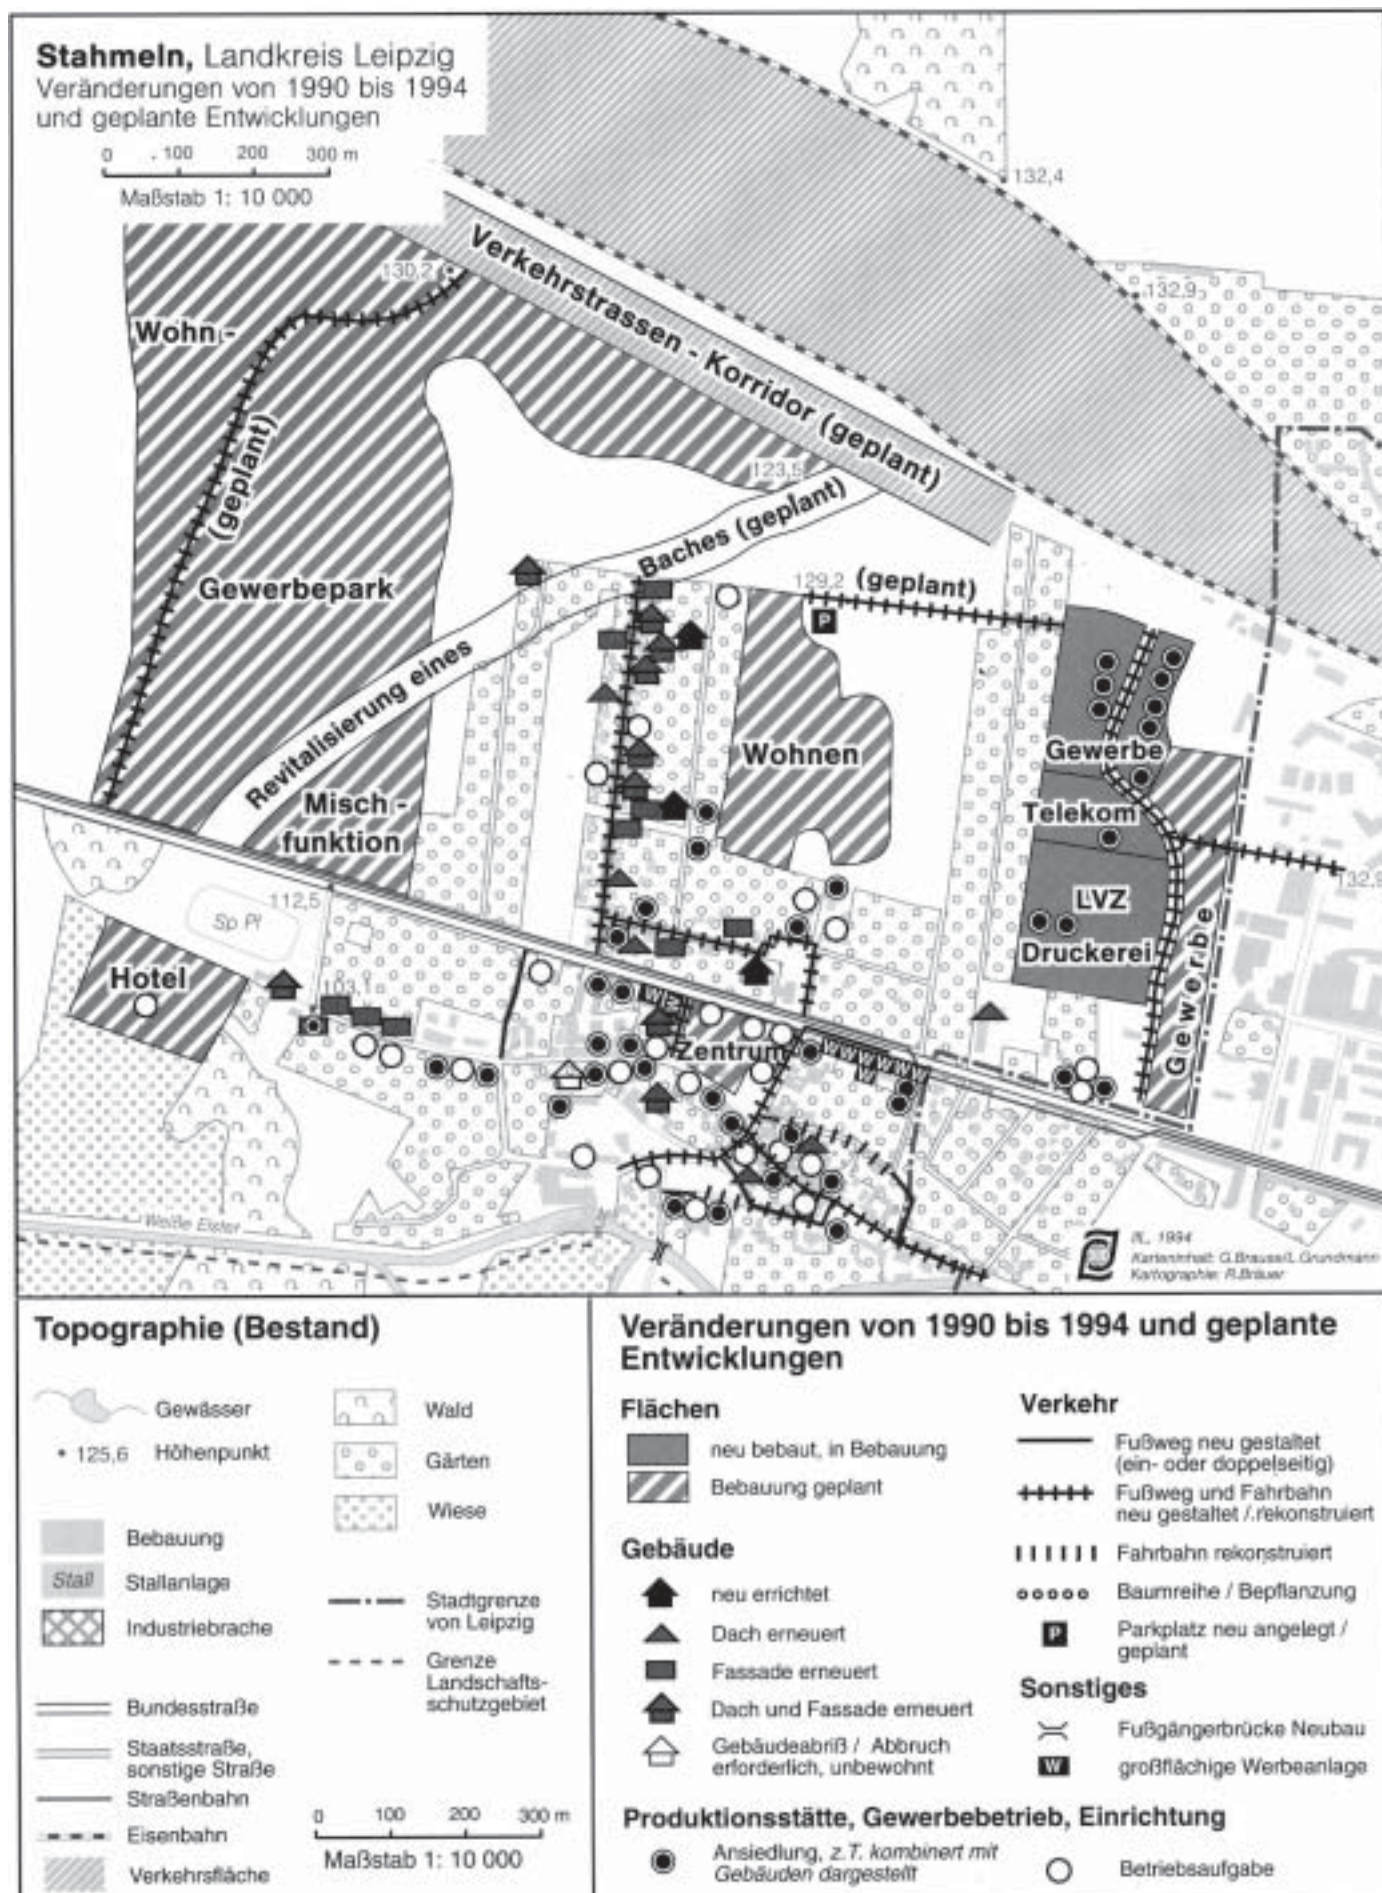 Stahmeln, Landkreis Leipzig
Veränderungen von 1990 bis 1994
und geplante Entwicklungen
0 100 200 300 m
Maßstab 1: 10 000
132,4
130,2
Verkehrstrassen - Korridor (geplant)
132,9
Wohn -
(geplant)
123,5
Baches (geplant)
129,2
(geplant)
Gewerbepark
P
Revitalisierung eines
Wohnen
Gewerbe
Misch -
funktion
Telekom
132,9
112,5
Sp Pl
LVZ
Druckerei
Gewerbe
Hotel
103,1
W
W
Zentrum
W W W W W W
W
Weiße Elster
IfL, 1994
Karteninhalt: G.Brause/L.Grundmann
Kartographie: R.Bräuer
Topographie (Bestand)
Gewässer
125,6 Höhenpunkt
Bebauung
Stall Stallanlage
Industriebrache
Bundesstraße
Staatsstraße,
sonstige Straße
Straßenbahn
Eisenbahn
Verkehrsfläche
Wald
Gärten
Wiese
Stadtgrenze
von Leipzig
Grenze
Landschafts-
schutzgebiet
0 100 200 300 m
Maßstab 1: 10 000
Veränderungen von 1990 bis 1994 und geplante
Entwicklungen
Flächen
neu bebaut, in Bebauung
Bebauung geplant
Gebäude
neu errichtet
Dach erneuert
Fassade erneuert
Dach und Fassade erneuert
Gebäudeabriß / Abbruch
erforderlich, unbewohnt
Verkehr
Fußweg neu gestaltet
(ein- oder doppelseitig)
Fußweg und Fahrbahn
neu gestaltet / rekonstruiert
Fahrbahn rekonstruiert
Baumreihe / Bepflanzung
P Parkplatz neu angelegt /
geplant
Sonstiges
Fußgängerbrücke Neubau
W großflächige Werbeanlage
Produktionsstätte, Gewerbebetrieb, Einrichtung
Ansiedlung, z.T. kombinert mit
Gebäuden dargestellt
Betriebsaufgabe